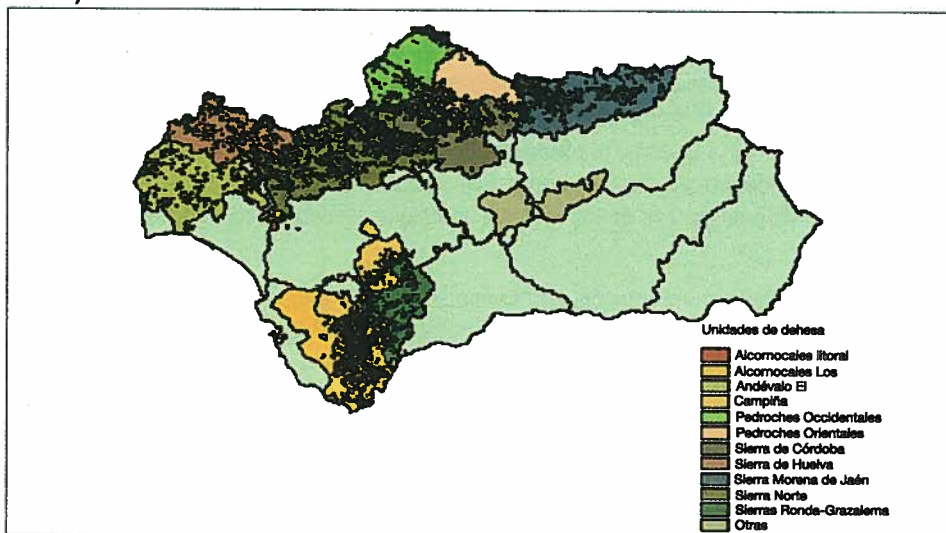 Unidades de dehesa
Alcornocales litoral
Alcornocales Los
Andévalo El
Campiña
Pedroches Occidentales
Pedroches Orientales
Sierra de Córdoba
Sierra de Huelva
Sierra Morena de Jaén
Sierra Norte
Sierras Ronda-Grazalema
Otras